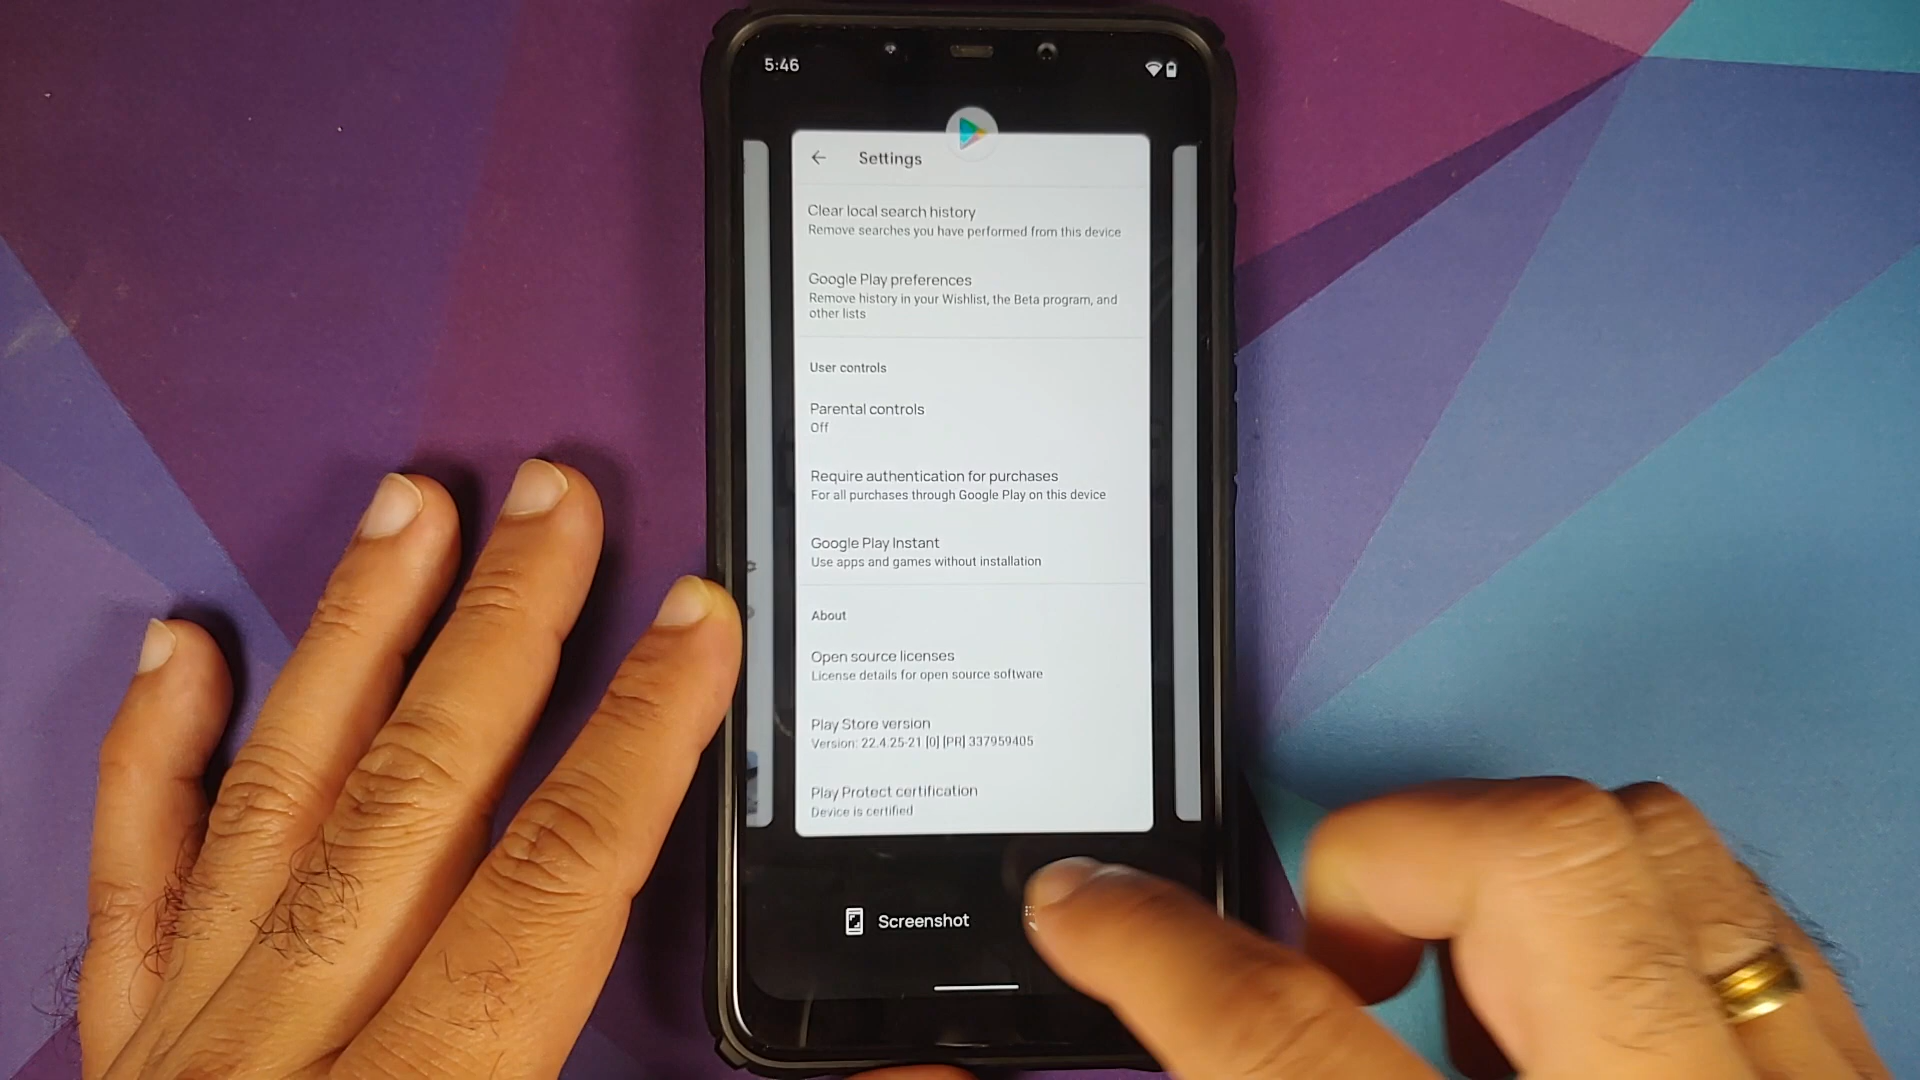 5:46
Settings
Clear local search history
Remove searches you have performed from this device
Google Play preferences
Remove history in your Wishlist, the Beta program, and
other lists
User controls
Parental controls
Off
Require authentication for purchases
For all purchases through Google Play on this device
Google Play Instant
Use apps and games without installation
About
Open source licenses
License details for open source software
Play Store version
Version: 22.4.25-21 [0] [PR] 337959405
Play Protect certification
Device is certified
Screenshot